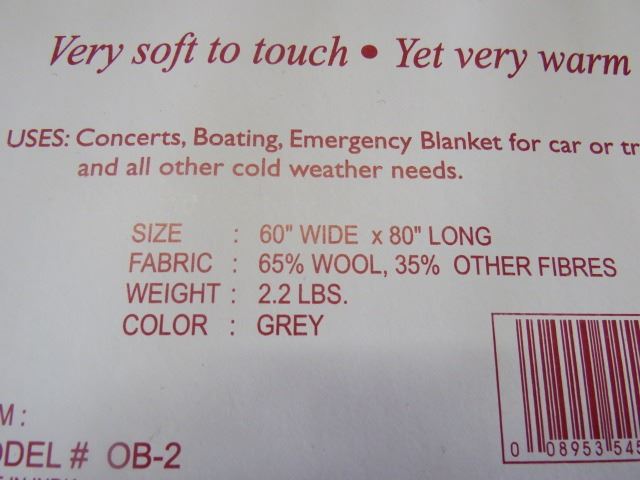 Very soft to touch • Yet very warm
USES: Concerts, Boating, Emergency Blanket for car or
and all other cold weather needs.
SIZE : 60" WIDE x 80" LONG
FABRIC : 65% WOOL, 35% OTHER FIBRES
WEIGHT : 2.2 LBS.
COLOR : GREY
MODEL # OB-2
0 08953 545